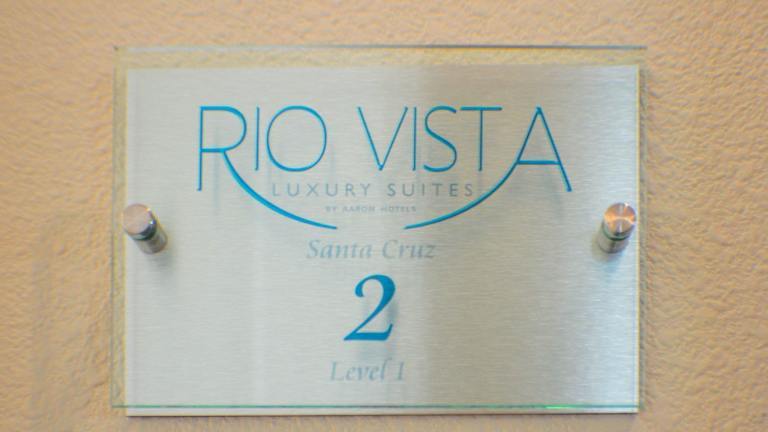 RIO VISTA
LUXURY SUITES
BY AARON HOTELS
Santa Cruz
2
Level 1